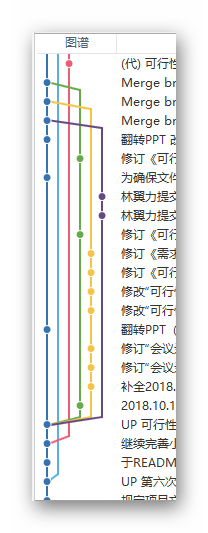 图谱
(代) 可行性
Merge br
Merge br
Merge br
翻转PPT 改
修订《可行
为确保文件
林翼力提交
林翼力提交
修订《可行
修订《需求
修订《可行
修改“可行性
修改“可行性
翻转PPT（
修订“会议
修订“会议
补全2018.
2018.10.1
UP 可行性
继续完善小
于README
UP 第六次